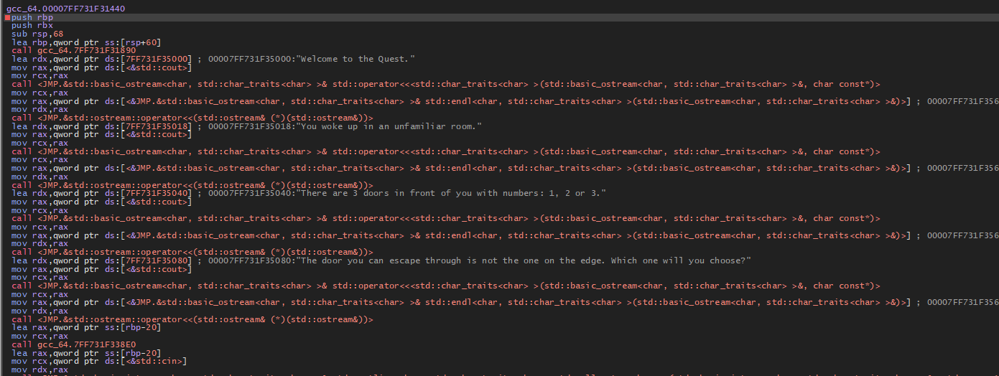 gcc_64.00007FF731F31440
push rbp
push rbx
sub rsp,68
lea rbp,qword ptr ss:[rsp+60]
call gcc_64.7FF731F31890
lea rdx,qword ptr ds:[7FF731F35000] ; 00007FF731F35000:"Welcome to the Quest."
mov rax,qword ptr ds:[<&std::cout>]
mov rcx,rax
call <JMP.&std::basic_ostream<char, std::char_traits<char> >& std::operator<<<std::char_traits<char> >(std::basic_ostream<char, std::char_traits<char> >&, char const*)>
mov rcx,rax
mov rax,qword ptr ds:[<&JMP.&std::basic_ostream<char, std::char_traits<char> >& std::endl<char, std::char_traits<char> >(std::basic_ostream<char, std::char_traits<char> >&)>] ; 00007FF731F356
mov rdx,rax
call <JMP.&std::ostream::operator<<(std::ostream& (*)(std::ostream&))>
lea rdx,qword ptr ds:[7FF731F35018] ; 00007FF731F35018:"You woke up in an unfamiliar room."
mov rax,qword ptr ds:[<&std::cout>]
mov rcx,rax
call <JMP.&std::basic_ostream<char, std::char_traits<char> >& std::operator<<<std::char_traits<char> >(std::basic_ostream<char, std::char_traits<char> >&, char const*)>
mov rcx,rax
mov rax,qword ptr ds:[<&JMP.&std::basic_ostream<char, std::char_traits<char> >& std::endl<char, std::char_traits<char> >(std::basic_ostream<char, std::char_traits<char> >&)>] ; 00007FF731F356
mov rdx,rax
call <JMP.&std::ostream::operator<<(std::ostream& (*)(std::ostream&))>
lea rdx,qword ptr ds:[7FF731F35040] ; 00007FF731F35040:"There are 3 doors in front of you with numbers: 1, 2 or 3."
mov rax,qword ptr ds:[<&std::cout>]
mov rcx,rax
call <JMP.&std::basic_ostream<char, std::char_traits<char> >& std::operator<<<std::char_traits<char> >(std::basic_ostream<char, std::char_traits<char> >&, char const*)>
mov rcx,rax
mov rax,qword ptr ds:[<&JMP.&std::basic_ostream<char, std::char_traits<char> >& std::endl<char, std::char_traits<char> >(std::basic_ostream<char, std::char_traits<char> >&)>] ; 00007FF731F356
mov rdx,rax
call <JMP.&std::ostream::operator<<(std::ostream& (*)(std::ostream&))>
lea rdx,qword ptr ds:[7FF731F35080] ; 00007FF731F35080:"The door you can escape through is not the one on the edge. Which one will you choose?"
mov rax,qword ptr ds:[<&std::cout>]
mov rcx,rax
call <JMP.&std::basic_ostream<char, std::char_traits<char> >& std::operator<<<std::char_traits<char> >(std::basic_ostream<char, std::char_traits<char> >&, char const*)>
mov rcx,rax
mov rax,qword ptr ds:[<&JMP.&std::basic_ostream<char, std::char_traits<char> >& std::endl<char, std::char_traits<char> >(std::basic_ostream<char, std::char_traits<char> >&)>] ; 00007FF731F356
mov rdx,rax
call <JMP.&std::ostream::operator<<(std::ostream& (*)(std::ostream&))>
lea rax,qword ptr ss:[rbp-20]
mov rcx,rax
call gcc_64.7FF731F338E0
lea rax,qword ptr ss:[rbp-20]
mov rcx,qword ptr ds:[<&std::cin>]
mov rdx,rax